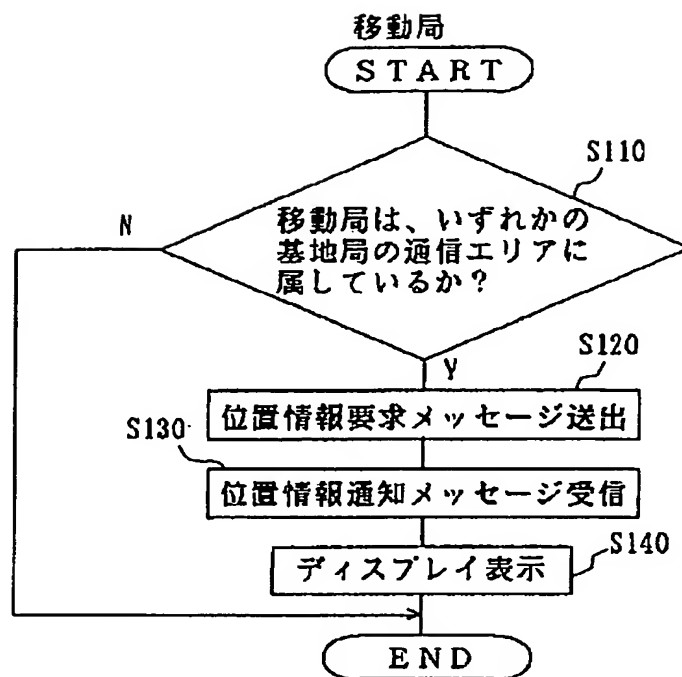 移動局
START
S110
N
移動局は、いずれかの
基地局の通信エリアに
属しているか？
Y
S120
位置情報要求メッセージ送出
S130
位置情報通知メッセージ受信
S140
ディスプレイ表示
END